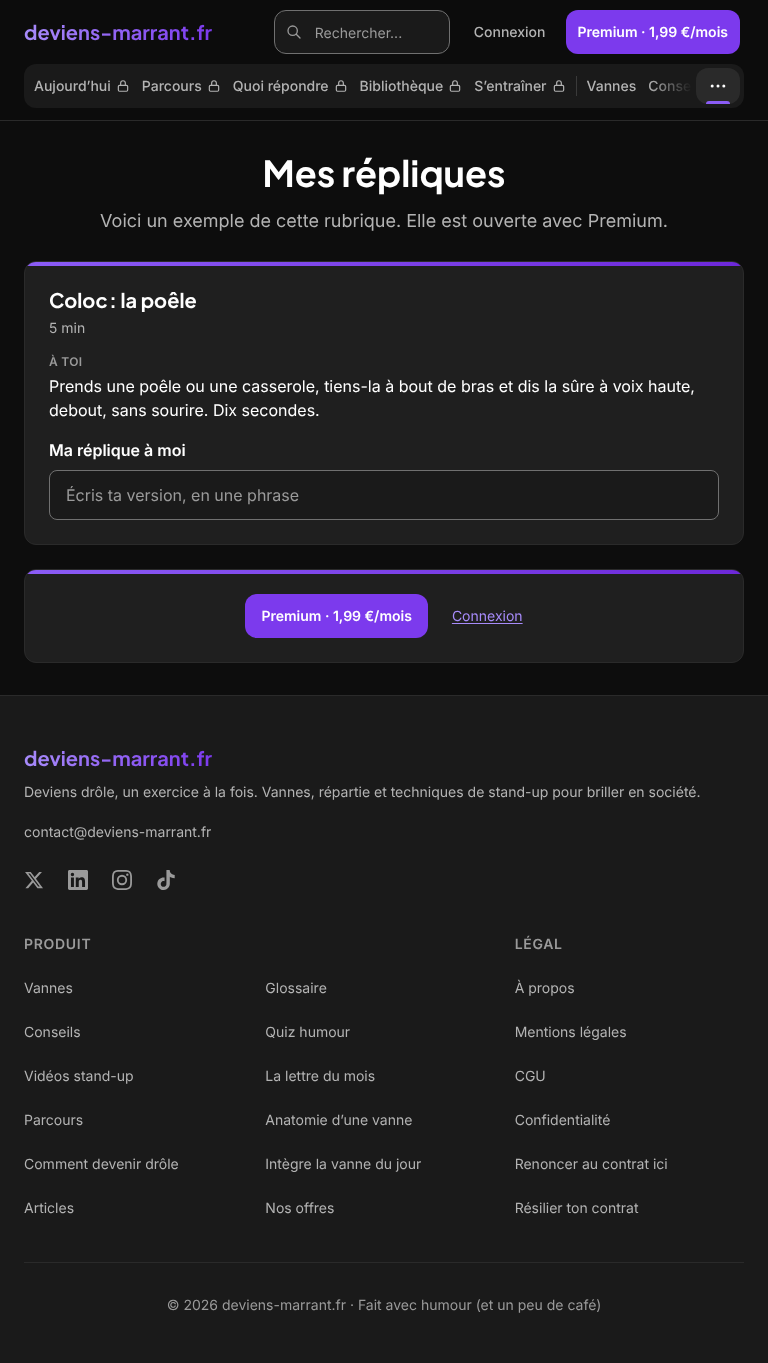 deviens-marrant.fr
Rechercher...
Connexion
Premium · 1,99 €/mois
Aujourd’hui
Parcours
Quoi répondre
Bibliothèque
S’entraîner
Vannes
Conse
Mes répliques
Voici un exemple de cette rubrique. Elle est ouverte avec Premium.
Coloc : la poêle
5 min
À TOI
Prends une poêle ou une casserole, tiens-la à bout de bras et dis la sûre à voix haute,
debout, sans sourire. Dix secondes.
Ma réplique à moi
Écris ta version, en une phrase
Premium · 1,99 €/mois
Connexion
deviens-marrant.fr
Deviens drôle, un exercice à la fois. Vannes, répartie et techniques de stand-up pour briller en société.
contact@deviens-marrant.fr
PRODUIT
Vannes
Conseils
Vidéos stand-up
Parcours
Comment devenir drôle
Articles
Glossaire
Quiz humour
La lettre du mois
Anatomie d’une vanne
Intègre la vanne du jour
Nos offres
LÉGAL
À propos
Mentions légales
CGU
Confidentialité
Renoncer au contrat ici
Résilier ton contrat
© 2026 deviens-marrant.fr · Fait avec humour (et un peu de café)